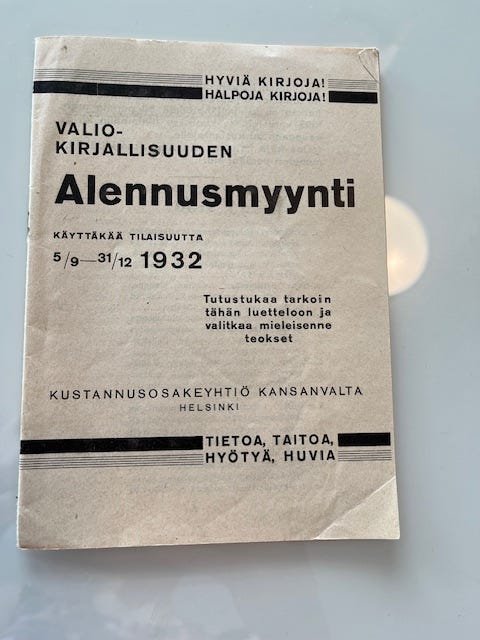 HYVIÄ KIRJOJA!
HALPOJA KIRJOJA!
VALIO-
KIRJALLISUUDEN
Alennusmyynti
KÄYTTÄKÄÄ TILAISUUTTA
5/9—31/12 1932
Tutustukaa tarkoin
tähän luetteloon ja
valitkaa mieleisenne
teokset
KUSTANNUSOSAKEYHTIÖ KANSANVALTA
HELSINKI
TIETOA, TAITOA,
HYÖTYÄ, HUVIA